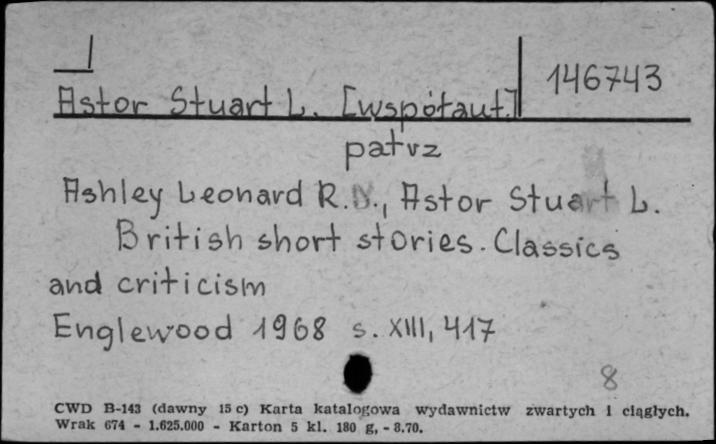 146743
Astor Stuart L. [współaut.]
patrz
Ashley Leonard R.N., Astor Stuart L.
British short stories. Classics
and criticism
Englewood 1968 s. XIII, 417
8
CWD B-143 (dawny 15 c) Karta katalogowa wydawnictw zwartych i ciągłych.
Wrak 674 - 1.625.000 - Karton 5 kl. 180 g, - 8.70.